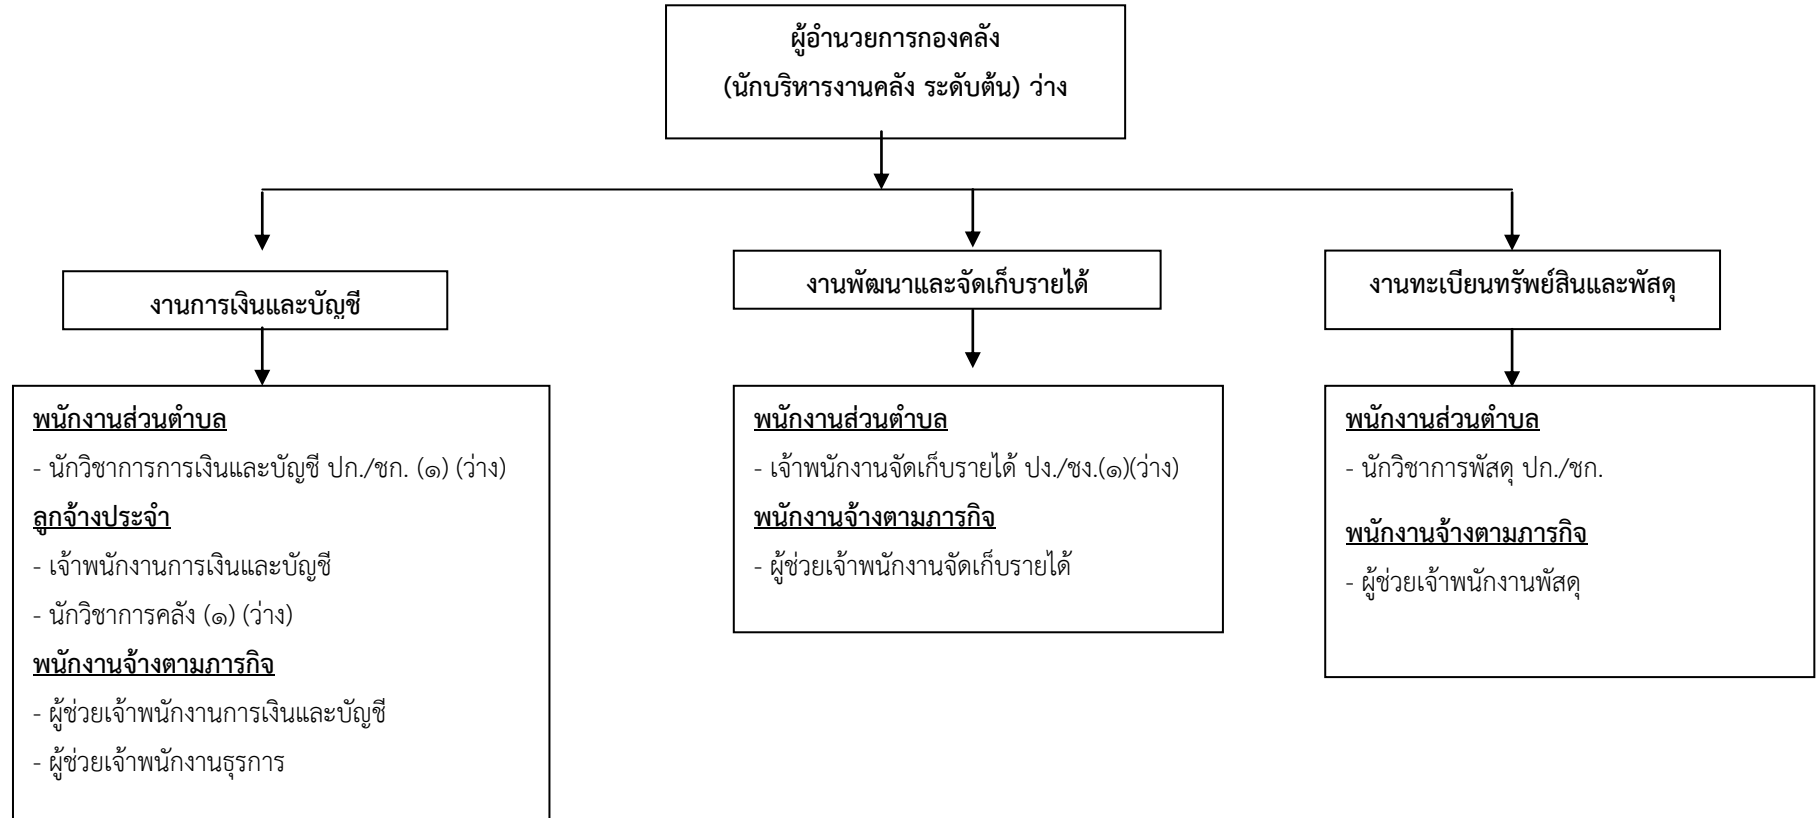 ผู้อำนวยการกองคลัง
(นักบริหารงานคลัง ระดับต้น) ว่าง
งานการเงินและบัญชี
งานพัฒนาและจัดเก็บรายได้
งานทะเบียนทรัพย์สินและพัสดุ
พนักงานส่วนตำบล
- นักวิชาการการเงินและบัญชี ปก./ชก. (๑) (ว่าง)
ลูกจ้างประจำ
- เจ้าพนักงานการเงินและบัญชี
- นักวิชาการคลัง (๑) (ว่าง)
พนักงานจ้างตามภารกิจ
- ผู้ช่วยเจ้าพนักงานการเงินและบัญชี
- ผู้ช่วยเจ้าพนักงานธุรการ
พนักงานส่วนตำบล
- เจ้าพนักงานจัดเก็บรายได้ ปง./ชง.(๑)(ว่าง)
พนักงานจ้างตามภารกิจ
- ผู้ช่วยเจ้าพนักงานจัดเก็บรายได้
พนักงานส่วนตำบล
- นักวิชาการพัสดุ ปก./ชก.
พนักงานจ้างตามภารกิจ
- ผู้ช่วยเจ้าพนักงานพัสดุ